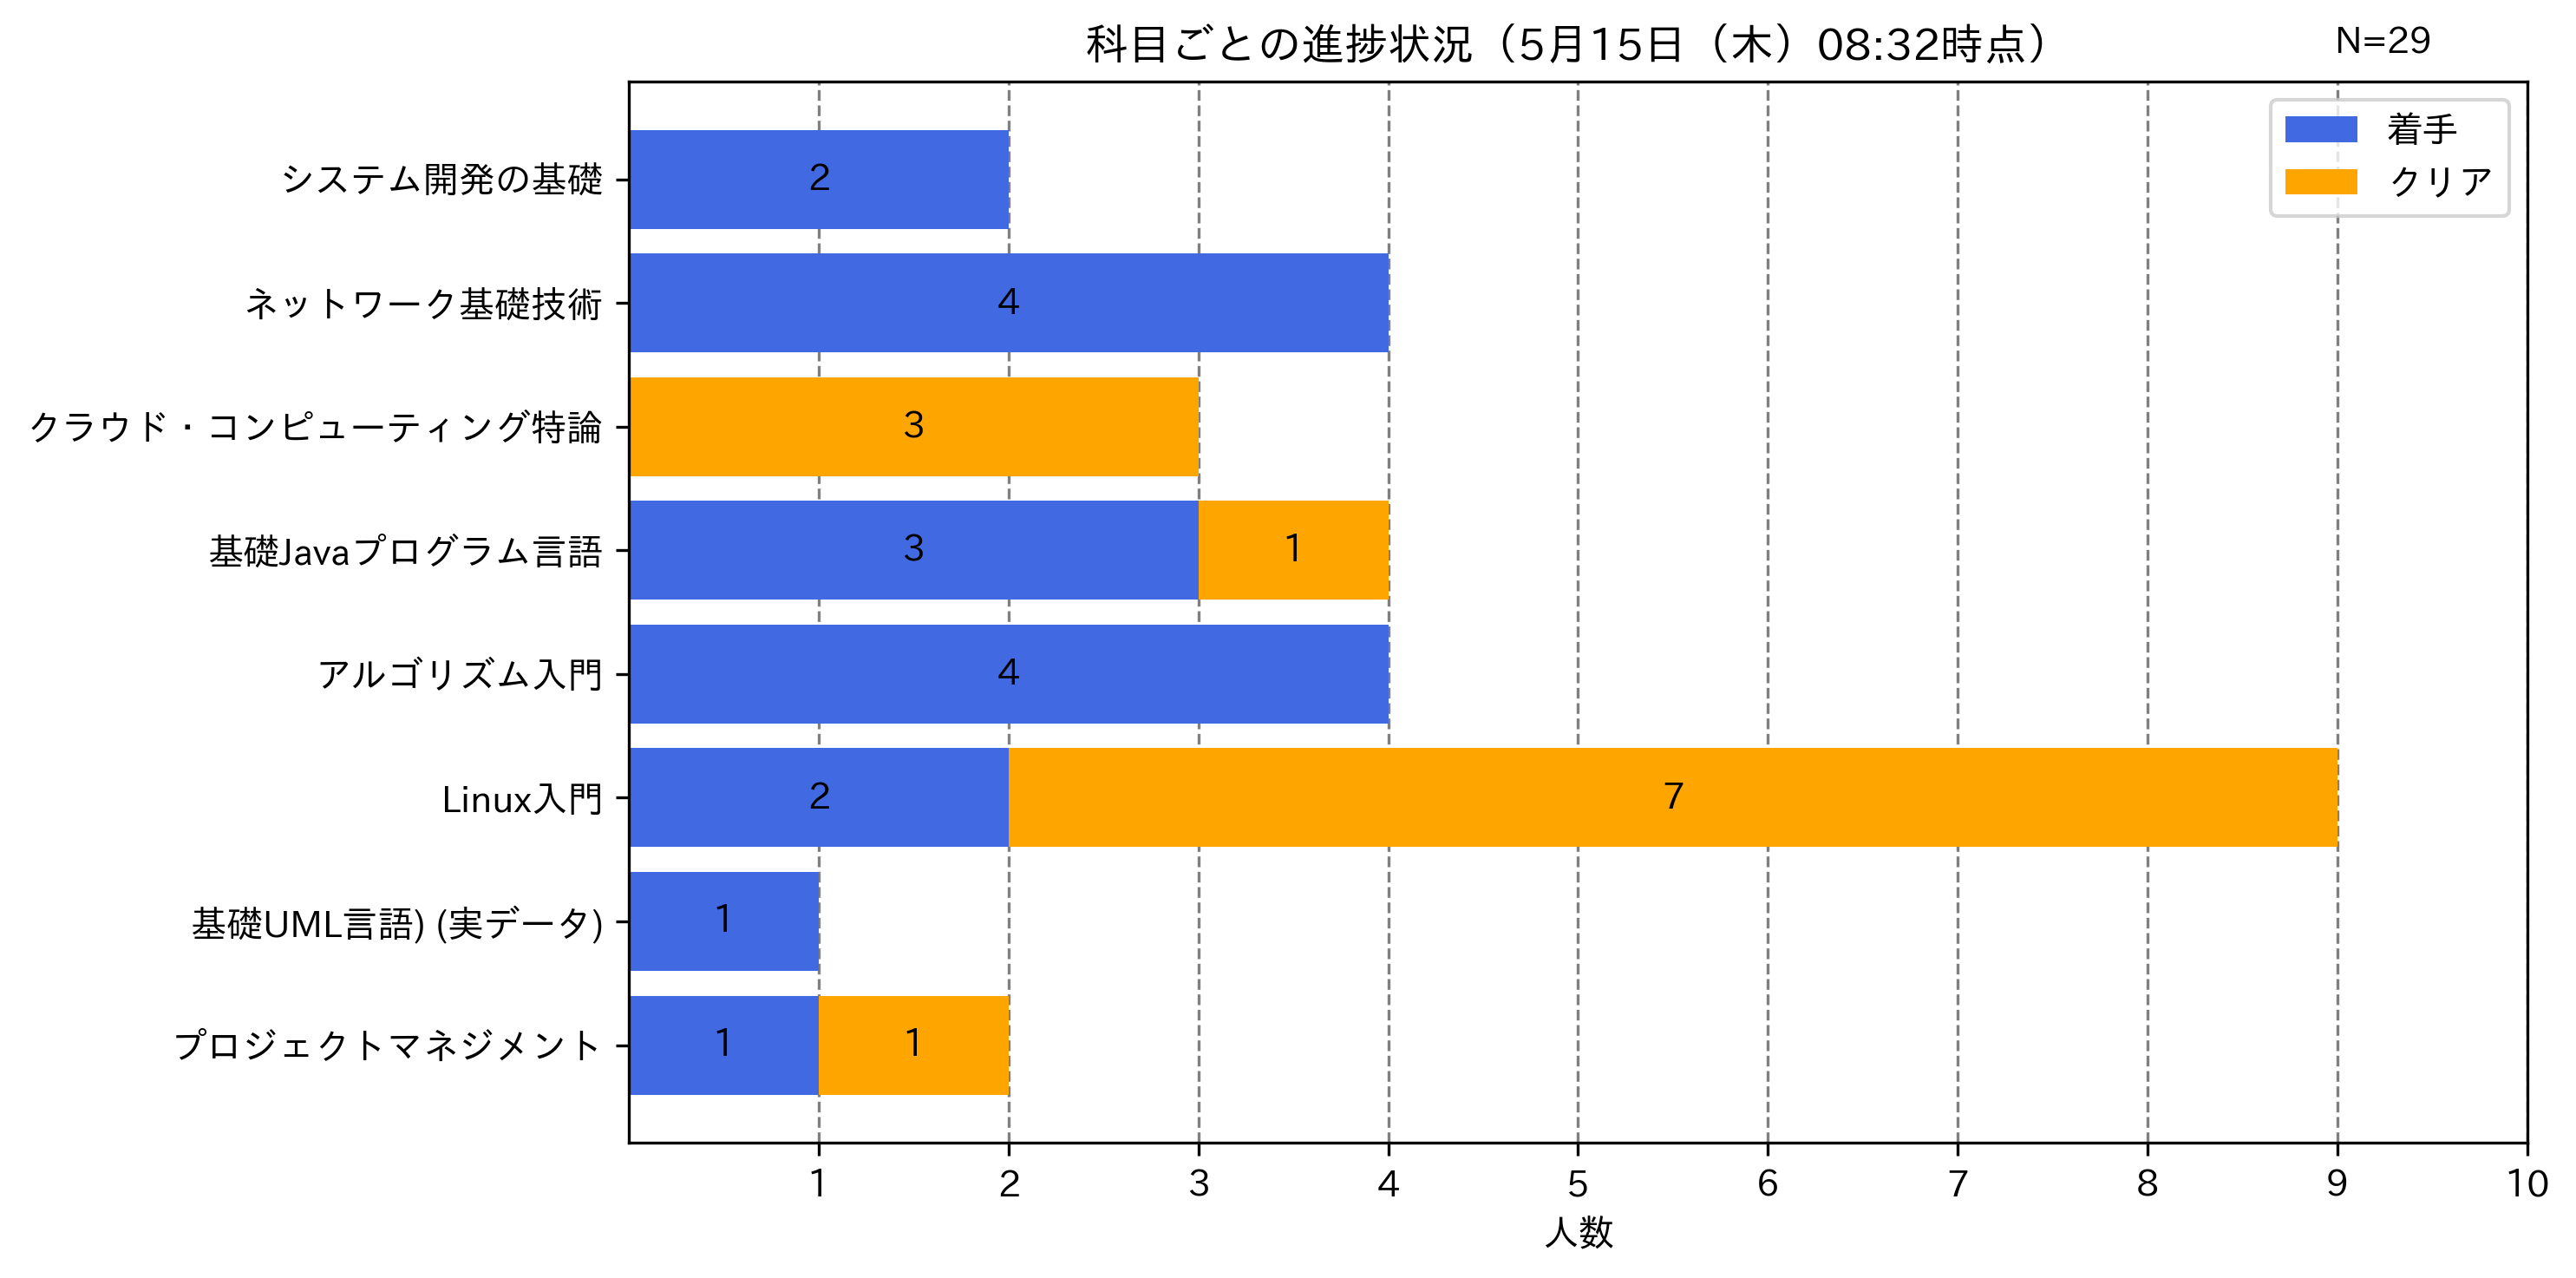 科目ごとの進捗状況（5月15日（木）08:32時点）
N=29
着手
クリア
システム開発の基礎
2
ネットワーク基礎技術
4
クラウド・コンピューティング特論
3
基礎Javaプログラム言語
3 1
アルゴリズム入門
4
Linux入門
2 7
基礎UML言語) (実データ)
1
プロジェクトマネジメント
1 1
1 2 3 4 5 6 7 8 9 10
人数